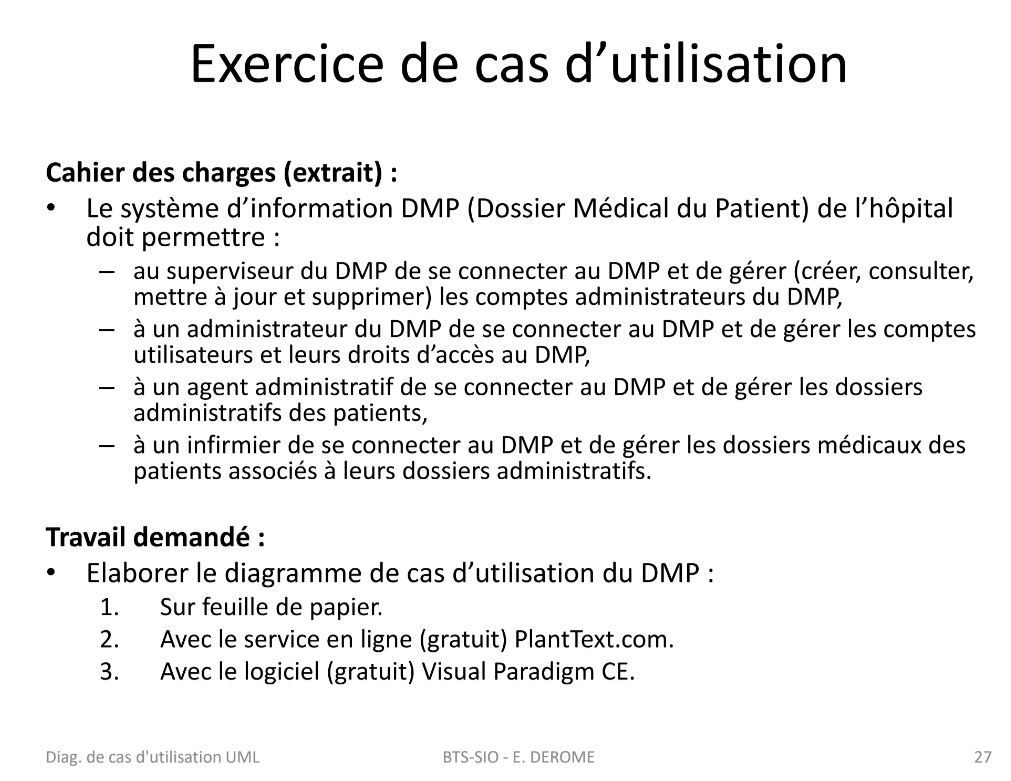 Exercice de cas d’utilisation
Cahier des charges (extrait) :
• Le système d’information DMP (Dossier Médical du Patient) de l’hôpital
doit permettre :
– au superviseur du DMP de se connecter au DMP et de gérer (créer, consulter,
mettre à jour et supprimer) les comptes administrateurs du DMP,
– à un administrateur du DMP de se connecter au DMP et de gérer les comptes
utilisateurs et leurs droits d’accès au DMP,
– à un agent administratif de se connecter au DMP et de gérer les dossiers
administratifs des patients,
– à un infirmier de se connecter au DMP et de gérer les dossiers médicaux des
patients associés à leurs dossiers administratifs.
Travail demandé :
• Elaborer le diagramme de cas d’utilisation du DMP :
1. Sur feuille de papier.
2. Avec le service en ligne (gratuit) PlantText.com.
3. Avec le logiciel (gratuit) Visual Paradigm CE.
Diag. de cas d'utilisation UML
BTS-SIO - E. DEROME
27